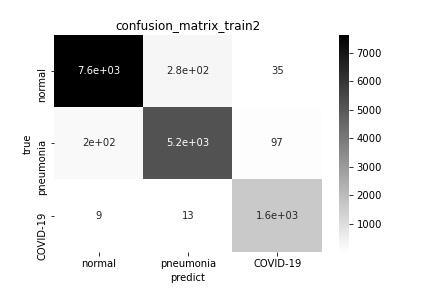 confusion_matrix_train2
normal 7.6e+03 2.8e+02 35
true
pneumonia 2e+02 5.2e+03 97
COVID-19 9 13 1.6e+03
normal pneumonia COVID-19
predict
7000
6000
5000
4000
3000
2000
1000